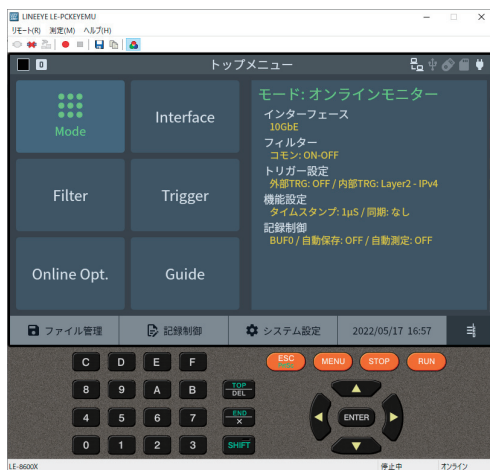 LINEEYE LE-PCKEYEMU
リモート(R) 測定(M) ヘルプ(H)
0 トップメニュー
Mode
Interface
Filter
Trigger
Online Opt.
Guide
モード: オンラインモニター
インターフェース
10GbE
フィルター
コモン: ON-OFF
トリガー設定
外部TRG: OFF / 内部TRG: Layer2 - IPv4
機能設定
タイムスタンプ: 1μS / 同期: なし
記録制御
BUF0 / 自動保存: OFF / 自動測定: OFF
ファイル管理 記録制御 システム設定 2022/05/17 16:57
C D E F ESC MENU STOP RUN
8 9 A B TOP DEL
4 5 6 7 END X ENTER
0 1 2 3 SHIFT
LE-8600X 停止中 オンライン